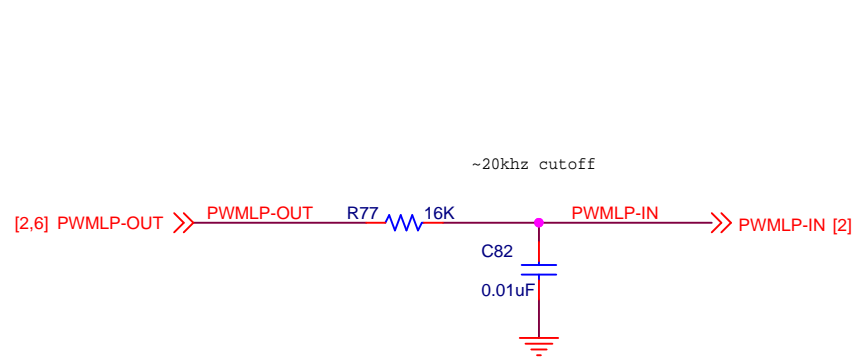 ~20khz cutoff
[2,6] PWMLP-OUT PWMLP-OUT R77 16K PWMLP-IN PWMLP-IN [2]
C82
0.01uF